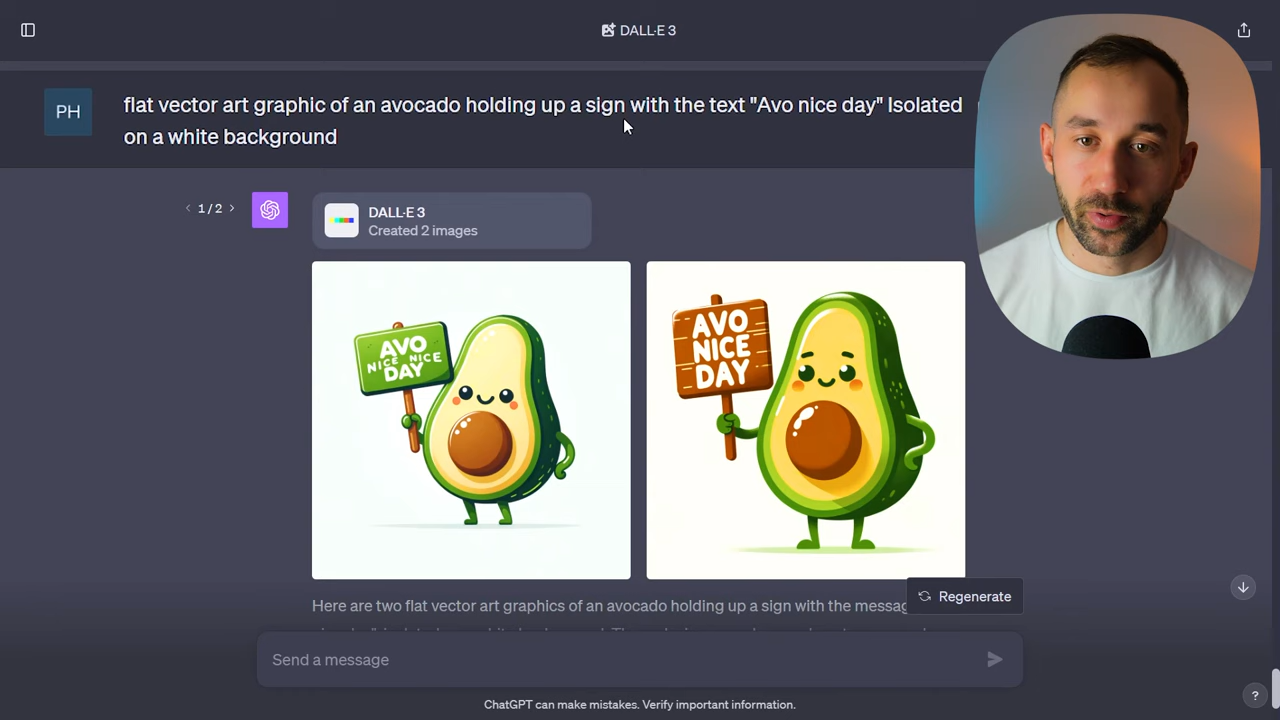 DALL·E 3
PH
flat vector art graphic of an avocado holding up a sign with the text "Avo nice day" Isolated
on a white background
1 / 2
DALL·E 3
Created 2 images
AVO
NICE NICE
DAY
AVO
NICE
DAY
Here are two flat vector art graphics of an avocado holding up a sign with the
Regenerate
Send a message
ChatGPT can make mistakes. Verify important information.
?